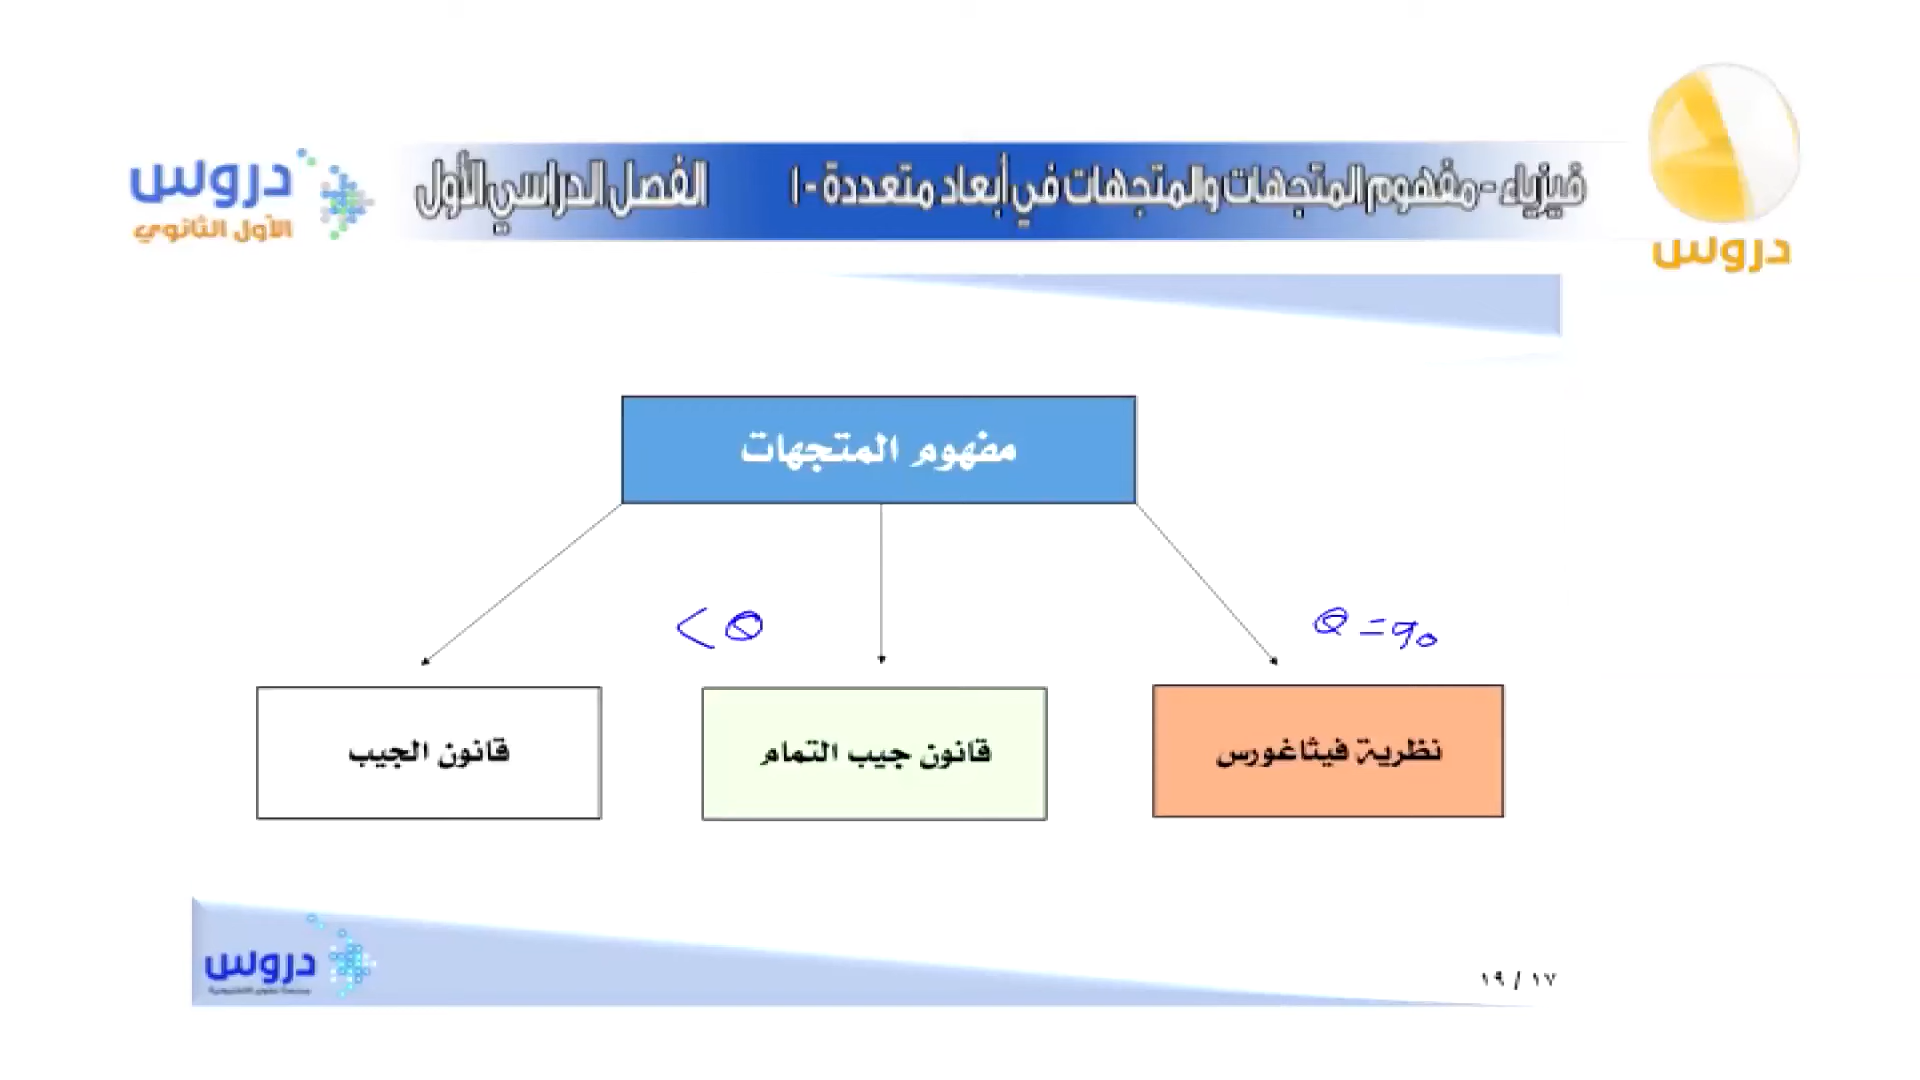 فيزياء - مفهوم المتجهات والمتجهات في أبعاد متعددة - ١ الفصل الدراسي الأول
دروس
دروس
الأول الثانوي
مفهوم المتجهات
θ = 90
< θ
نظرية فيثاغورس
قانون جيب التمام
قانون الجيب
١٧ / ١٩
دروس